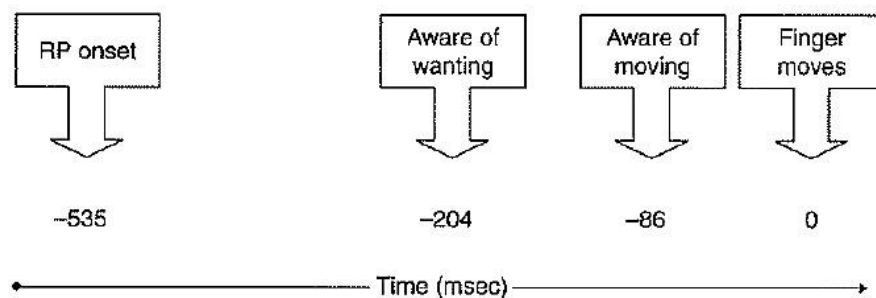 RP onset
Aware of
wanting
Aware of
moving
Finger
moves
–535
–204
–86
0
Time (msec)